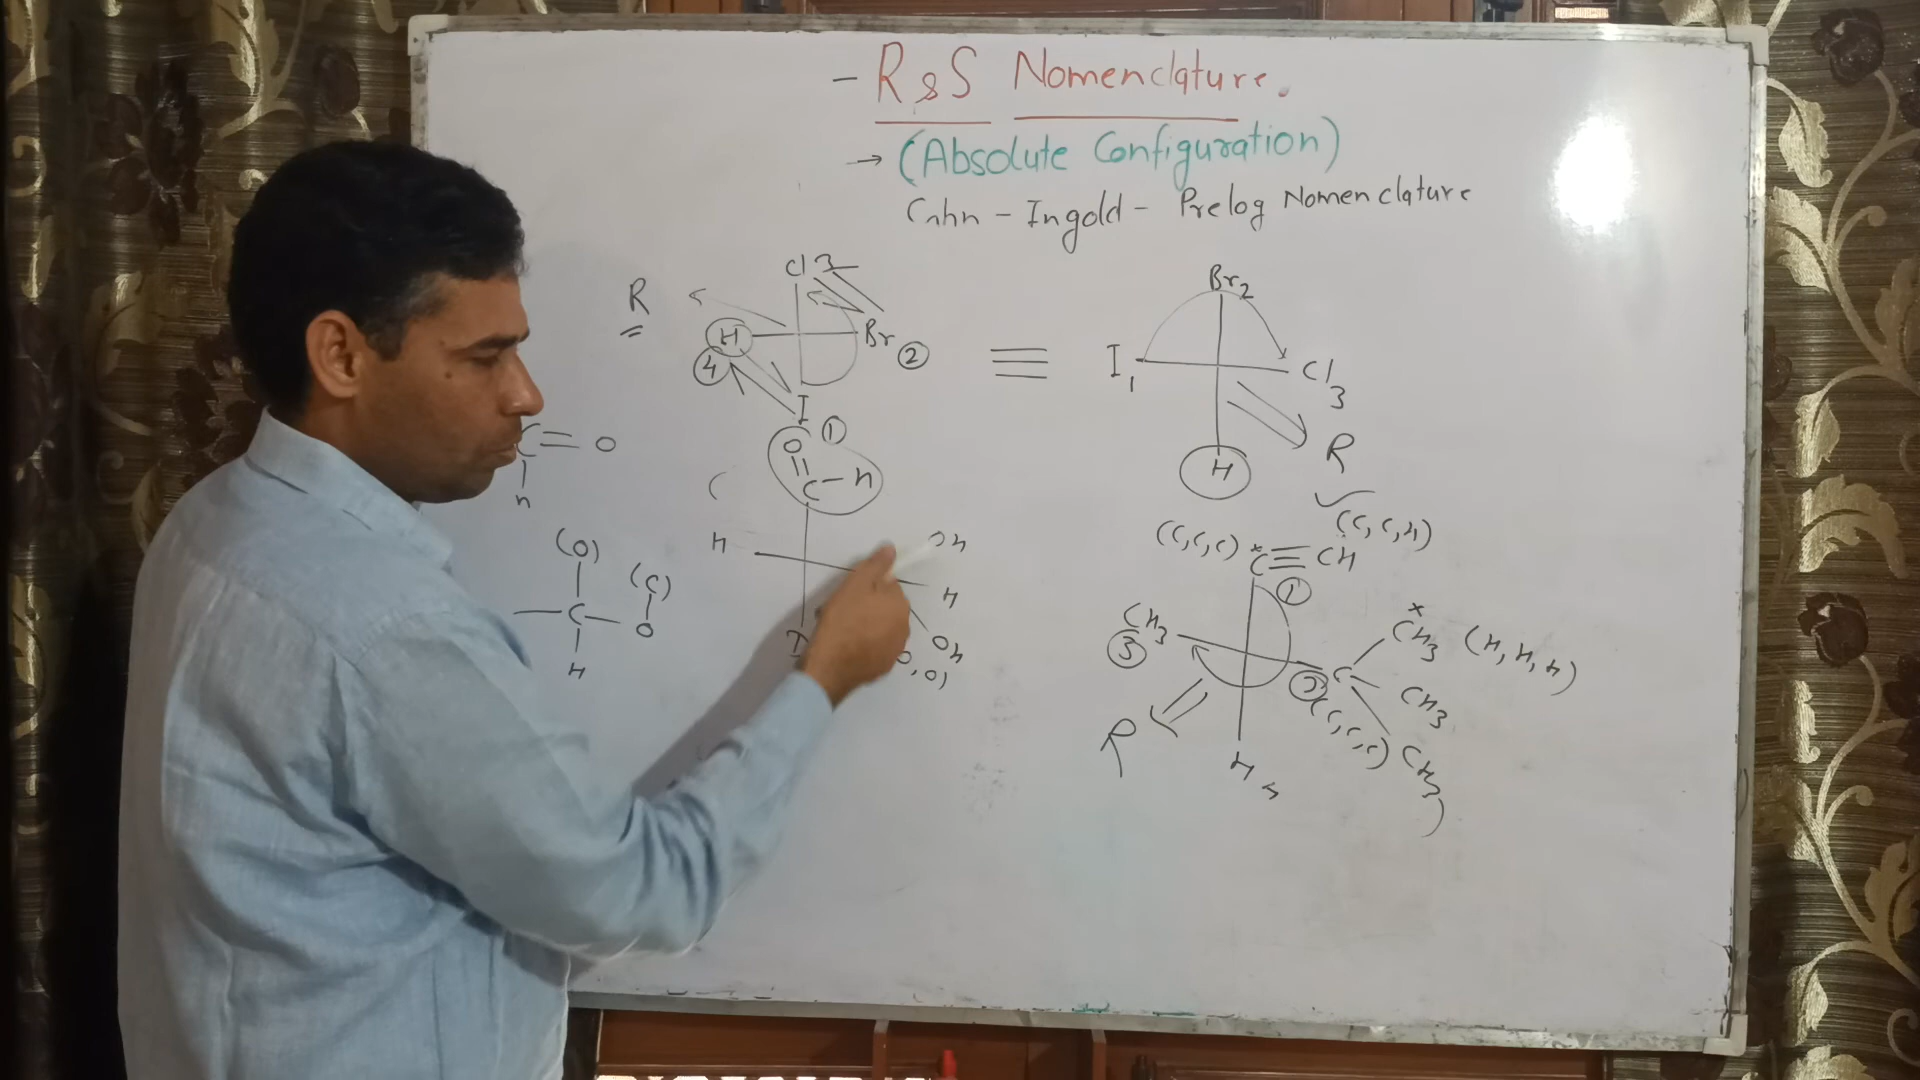 - R & S Nomenclature.
→ (Absolute Configuration)
Cahn - Ingold - Prelog Nomenclature
Cl 3
R
H
4
Br 2
I
1
≡
Br2
I1
Cl3
H
R
C = O
H
(O)
(C)
C
O
H
O
C - H
H
OH
H
OH
O, O)
(C, C, C)
(C, C, H)
C ≡ CH
1
CH3
3
2
C
CH3 (H, H, H)
CH3
CH3
(C, C, C)
R
H 4